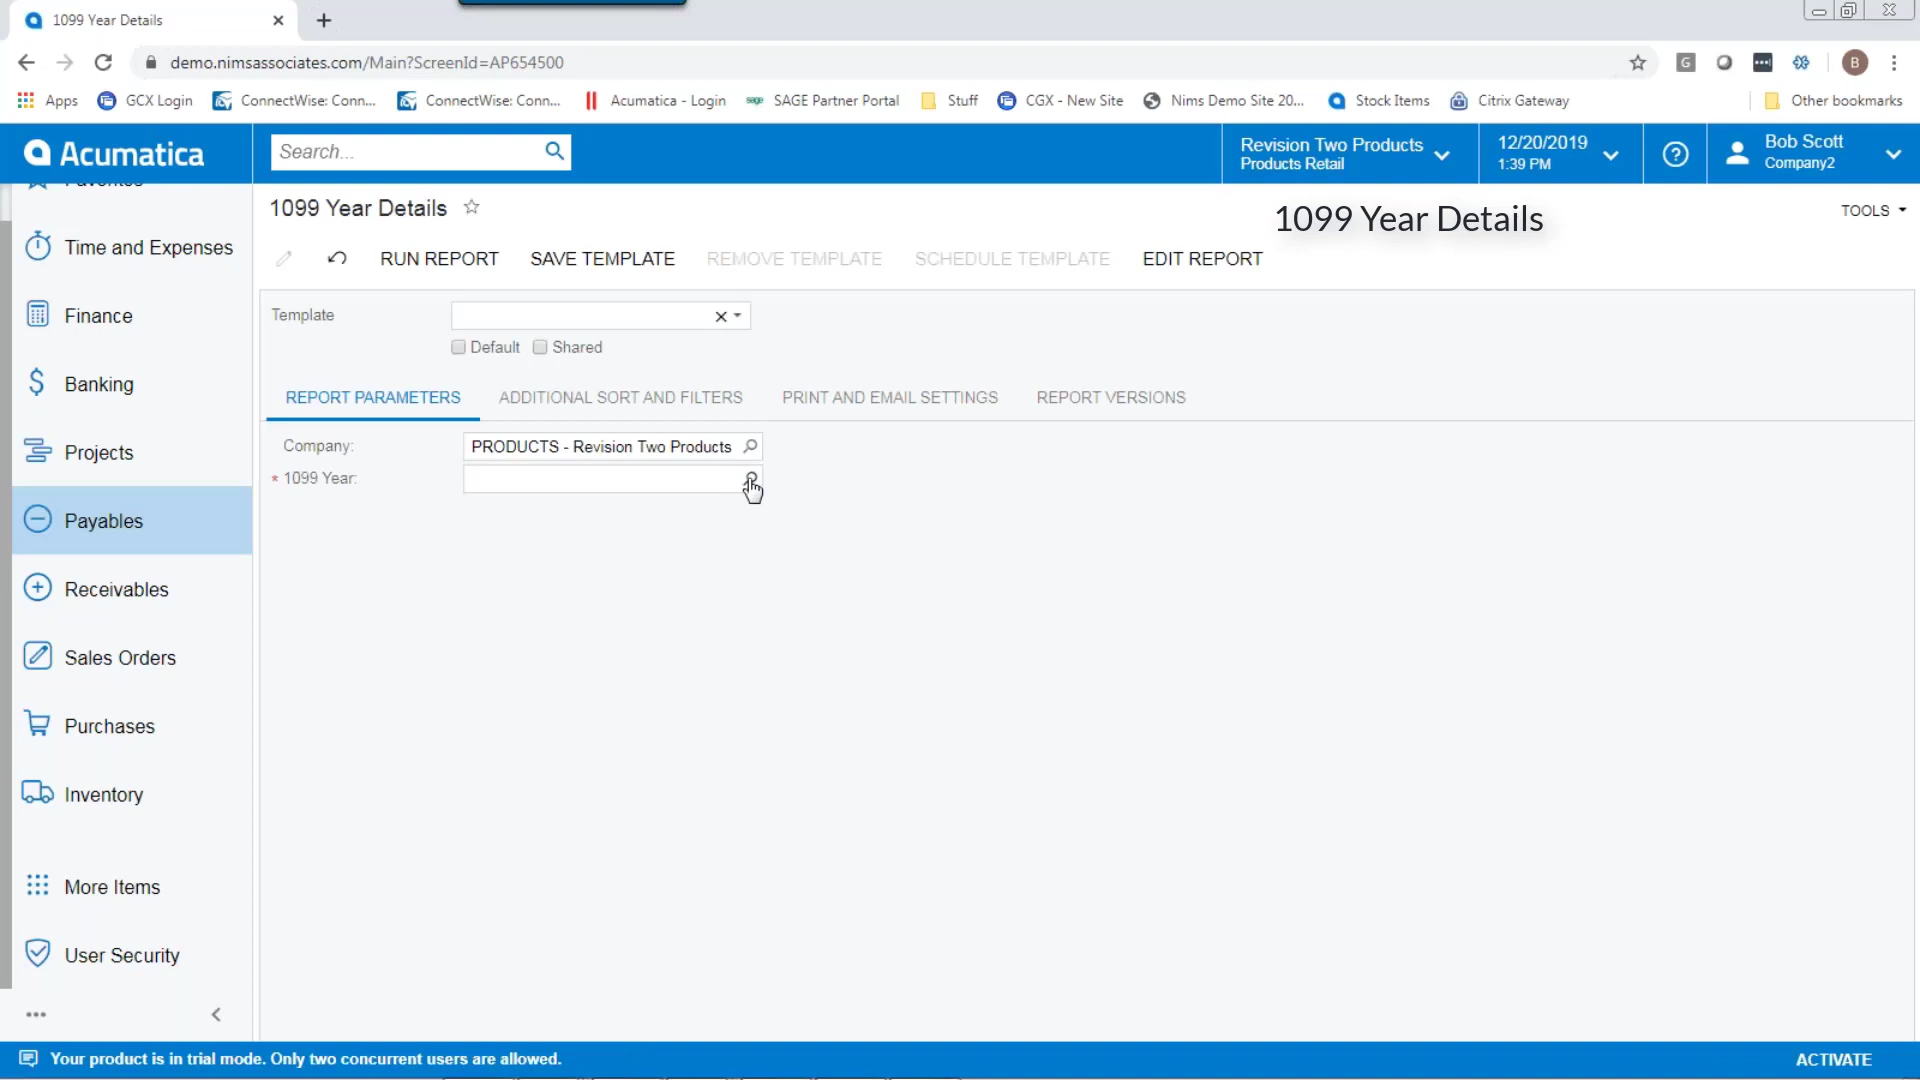 1099 Year Details
demo.nimsassociates.com/Main?ScreenId=AP654500
G
B
Apps
GCX Login
ConnectWise: Conn...
ConnectWise: Conn...
Acumatica - Login
SAGE Partner Portal
Stuff
CGX - New Site
Nims Demo Site 20...
Stock Items
Citrix Gateway
Other bookmarks
Acumatica
Search...
Revision Two Products
Products Retail
12/20/2019
1:39 PM
Bob Scott
Company2
Favorites
Time and Expenses
Finance
Banking
Projects
Payables
Receivables
Sales Orders
Purchases
Inventory
More Items
User Security
1099 Year Details
1099 Year Details
TOOLS
RUN REPORT
SAVE TEMPLATE
REMOVE TEMPLATE
SCHEDULE TEMPLATE
EDIT REPORT
Template
Default
Shared
REPORT PARAMETERS
ADDITIONAL SORT AND FILTERS
PRINT AND EMAIL SETTINGS
REPORT VERSIONS
Company:
PRODUCTS - Revision Two Products
* 1099 Year:
Your product is in trial mode. Only two concurrent users are allowed.
ACTIVATE